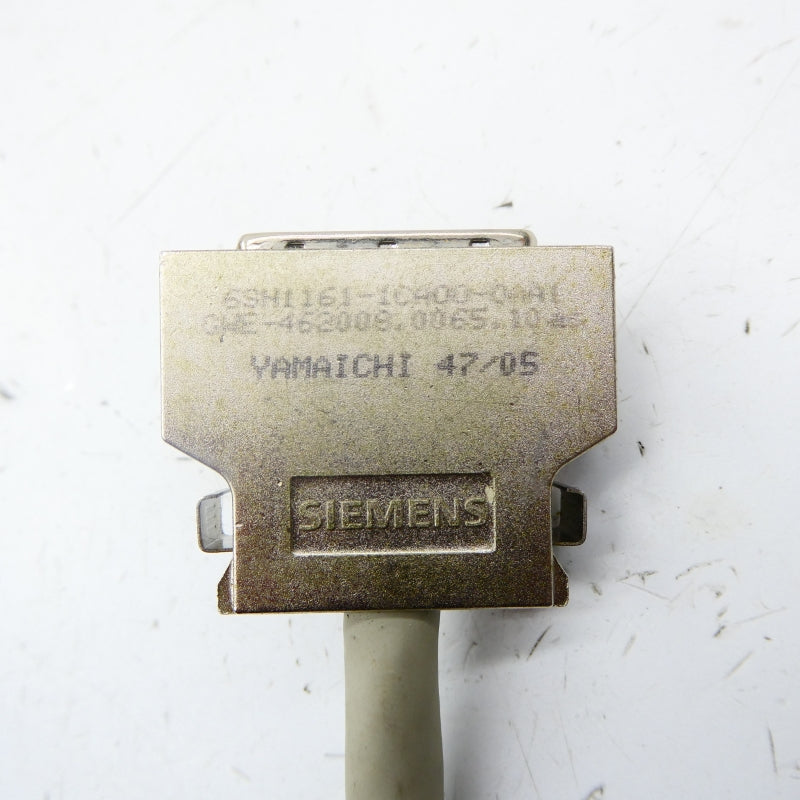 6SH1161-1CA00-0AA1
GWE-462008.0065.10
YAMAICHI 47/05
SIEMENS